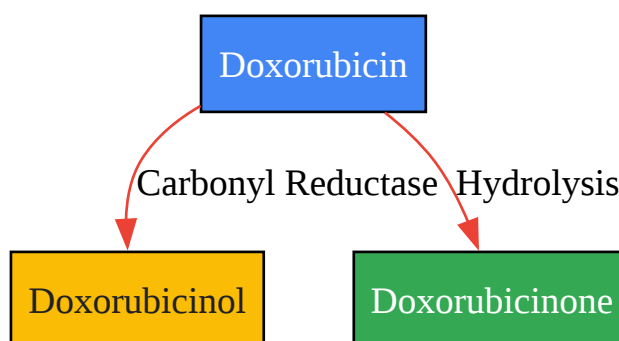 Doxorubicin
Carbonyl Reductase
Hydrolysis
Doxorubicinol
Doxorubicinone